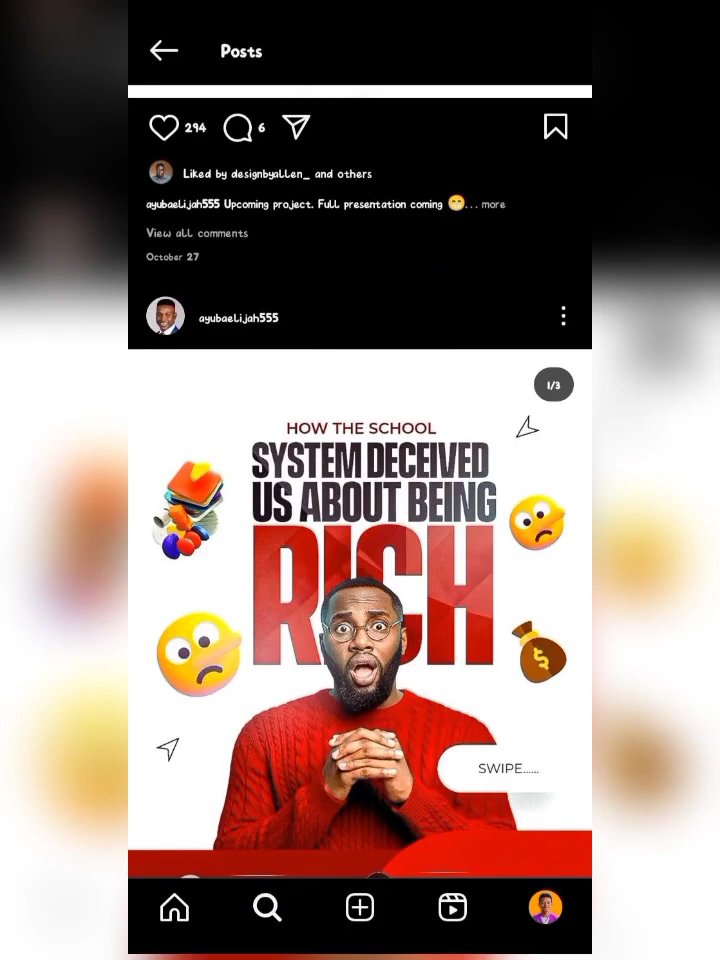 Posts
294 6
Liked by designbyallen_ and others
ayubaelijah555 Upcoming project. Full presentation coming 😁... more
View all comments
October 27
ayubaelijah555
1/3
HOW THE SCHOOL
SYSTEM DECEIVED
US ABOUT BEING
RICH
$
SWIPE......